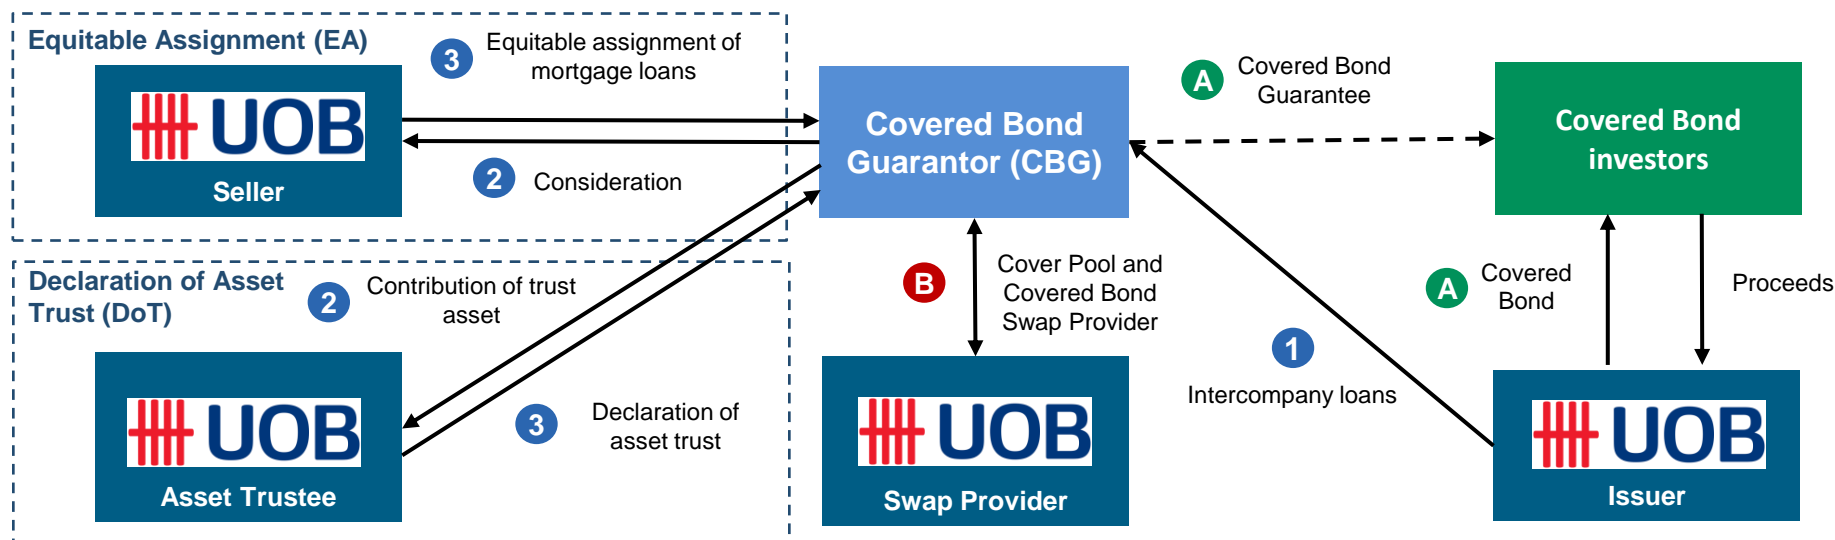 Equitable Assignment (EA)
3
Equitable assignment of
mortgage loans
UOB
Seller
2
Consideration
Covered Bond
Guarantor (CBG)
A
Covered Bond
Guarantee
Covered Bond
investors
Declaration of Asset
Trust (DoT)
2
Contribution of trust
asset
UOB
Asset Trustee
3
Declaration of
asset trust
B
Cover Pool and
Covered Bond
Swap Provider
UOB
Swap Provider
1
Intercompany loans
A
Covered
Bond
Proceeds
UOB
Issuer